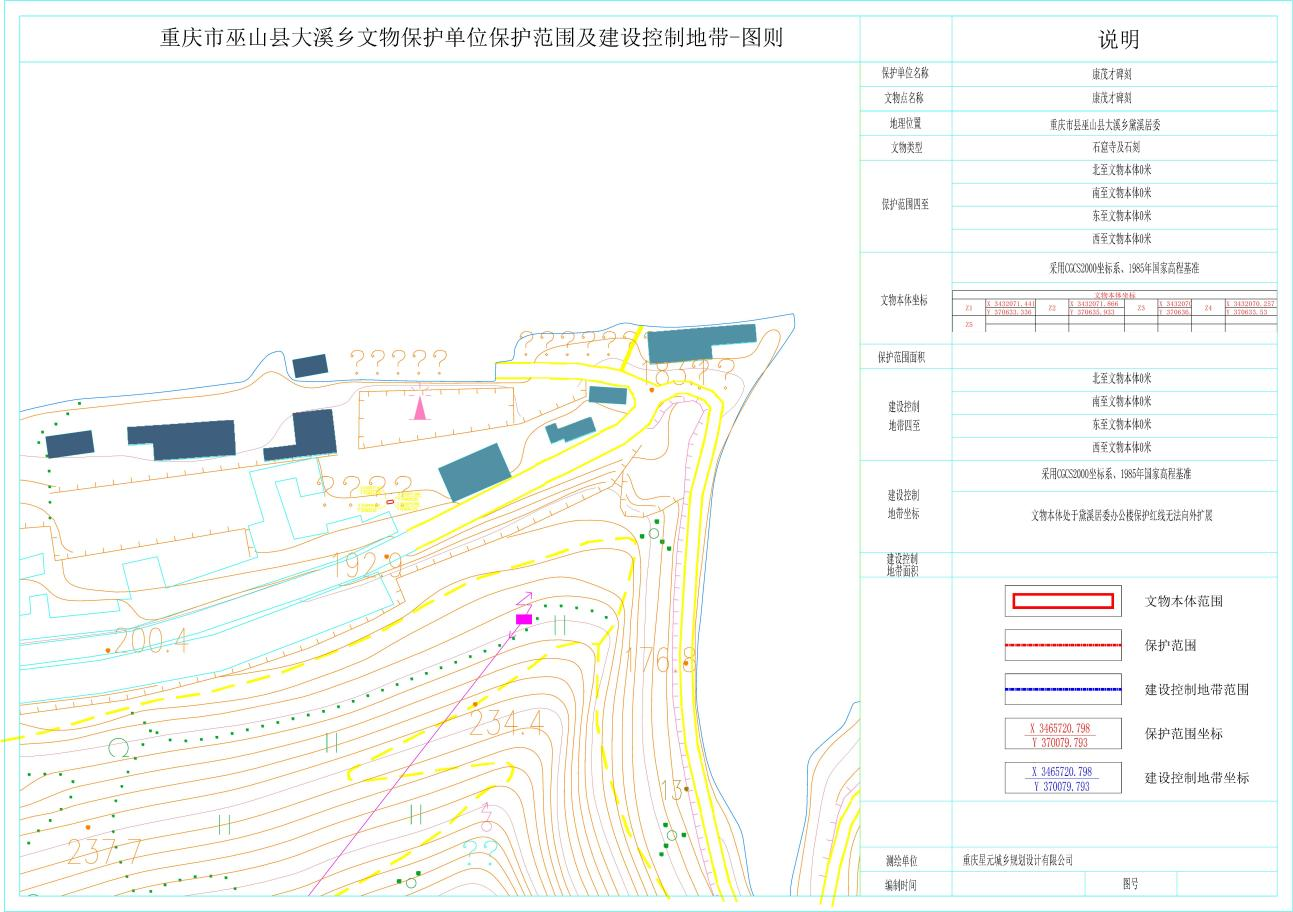 重庆市巫山县大溪乡文物保护单位保护范围及建设控制地带-图则
说明
保护单位名称
康茂才碑刻
文物点名称
康茂才碑刻
地理位置
重庆市县巫山县大溪乡黛溪居委
文物类型
石窟寺及石刻
保护范围四至
北至文物本体0米
南至文物本体0米
东至文物本体0米
西至文物本体0米
文物本体坐标
采用CGCS2000坐标系、1985年国家高程基准
文物本体坐标
Z1
X 3432071.441
Y 370633.336
Z2
X 3432071.866
Y 370635.933
Z3
X 343207
Y 370636.
Z4
X 3432070.257
Y 370633.53
Z5
保护范围面积
建设控制
地带四至
北至文物本体0米
南至文物本体0米
东至文物本体0米
西至文物本体0米
建设控制
地带坐标
采用CGCS2000坐标系、1985年国家高程基准
文物本体处于黛溪居委办公楼保护红线无法向外扩展
建设控制
地带面积
文物本体范围
保护范围
建设控制地带范围
X 3465720.798
Y 370079.793
保护范围坐标
X 3465720.798
Y 370079.793
建设控制地带坐标
测绘单位
重庆星元城乡规划设计有限公司
编制时间
图号
?????
???????
????
192.9
200.4
176.8
234.4
13
237.7
??